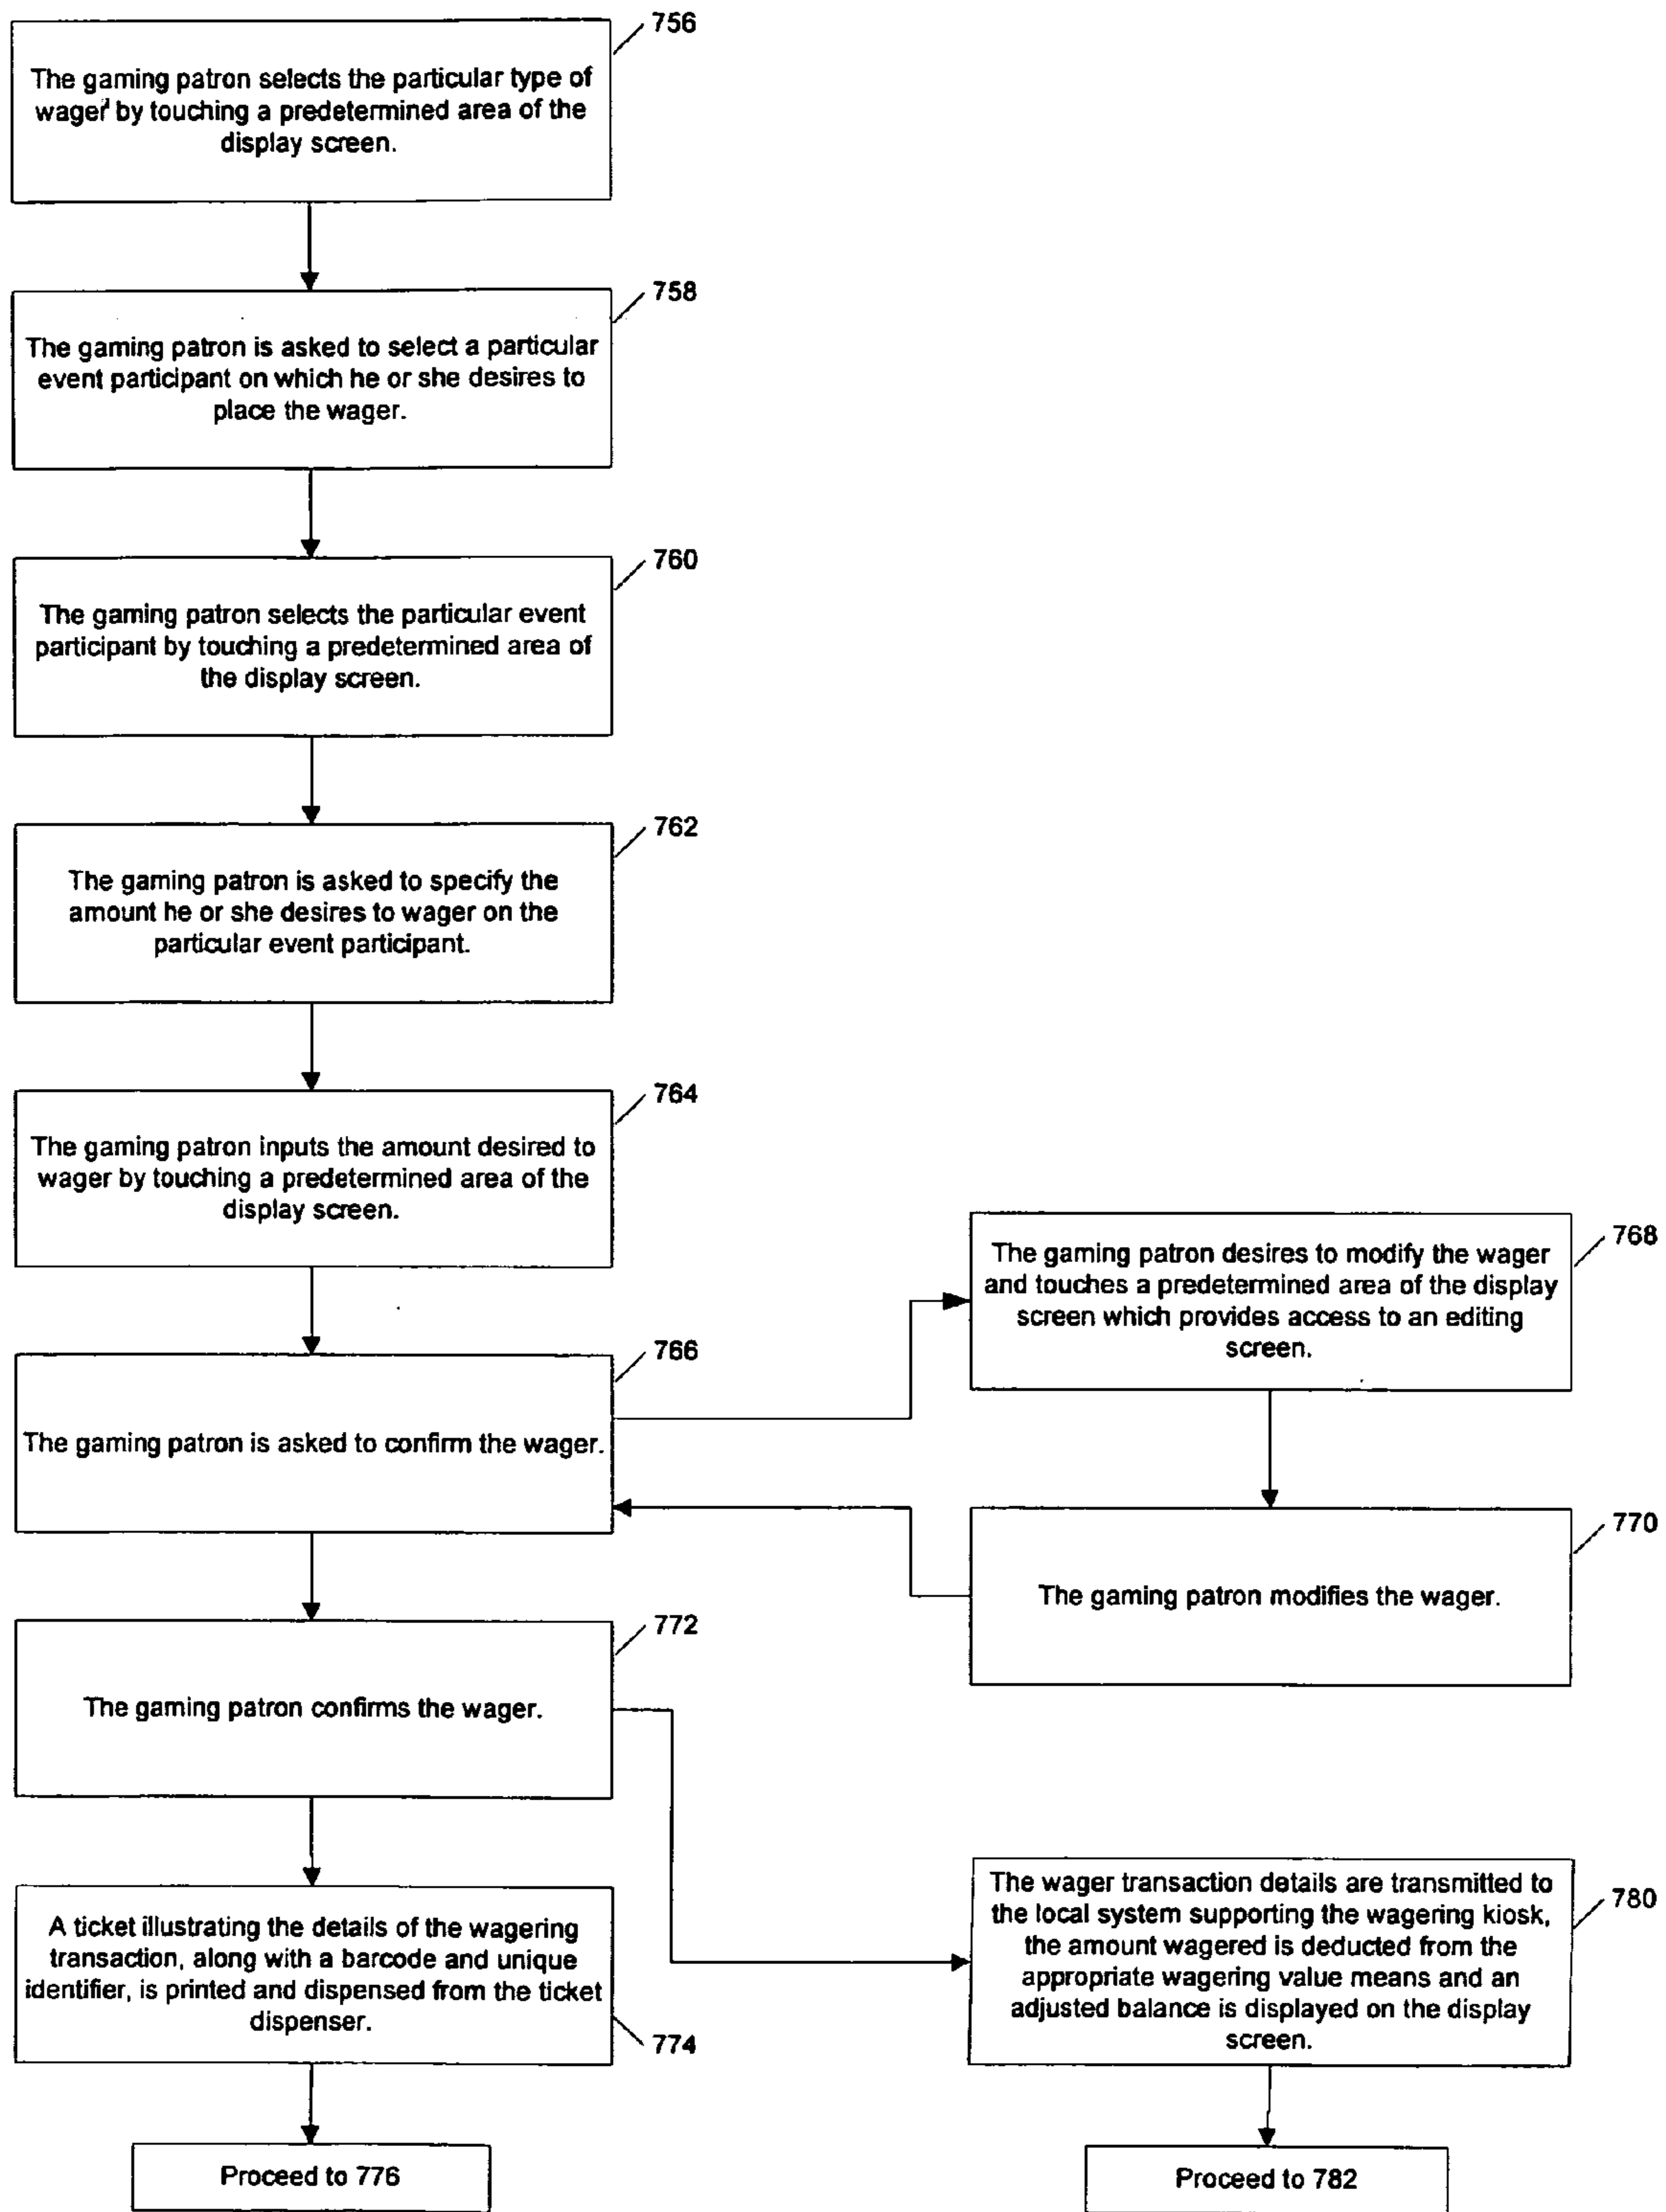 756
The gaming patron selects the particular type of
wager by touching a predetermined area of the
display screen.
758
The gaming patron is asked to select a particular
event participant on which he or she desires to
place the wager.
760
The gaming patron selects the particular event
participant by touching a predetermined area of
the display screen.
762
The gaming patron is asked to specify the
amount he or she desires to wager on the
particular event participant.
764
The gaming patron inputs the amount desired to
wager by touching a predetermined area of the
display screen.
766
The gaming patron is asked to confirm the wager.
768
The gaming patron desires to modify the wager
and touches a predetermined area of the display
screen which provides access to an editing
screen.
770
The gaming patron modifies the wager.
772
The gaming patron confirms the wager.
A ticket illustrating the details of the wagering
transaction, along with a barcode and unique
identifier, is printed and dispensed from the ticket
dispenser.
774
780
The wager transaction details are transmitted to
the local system supporting the wagering kiosk,
the amount wagered is deducted from the
appropriate wagering value means and an
adjusted balance is displayed on the display
screen.
Proceed to 776
Proceed to 782